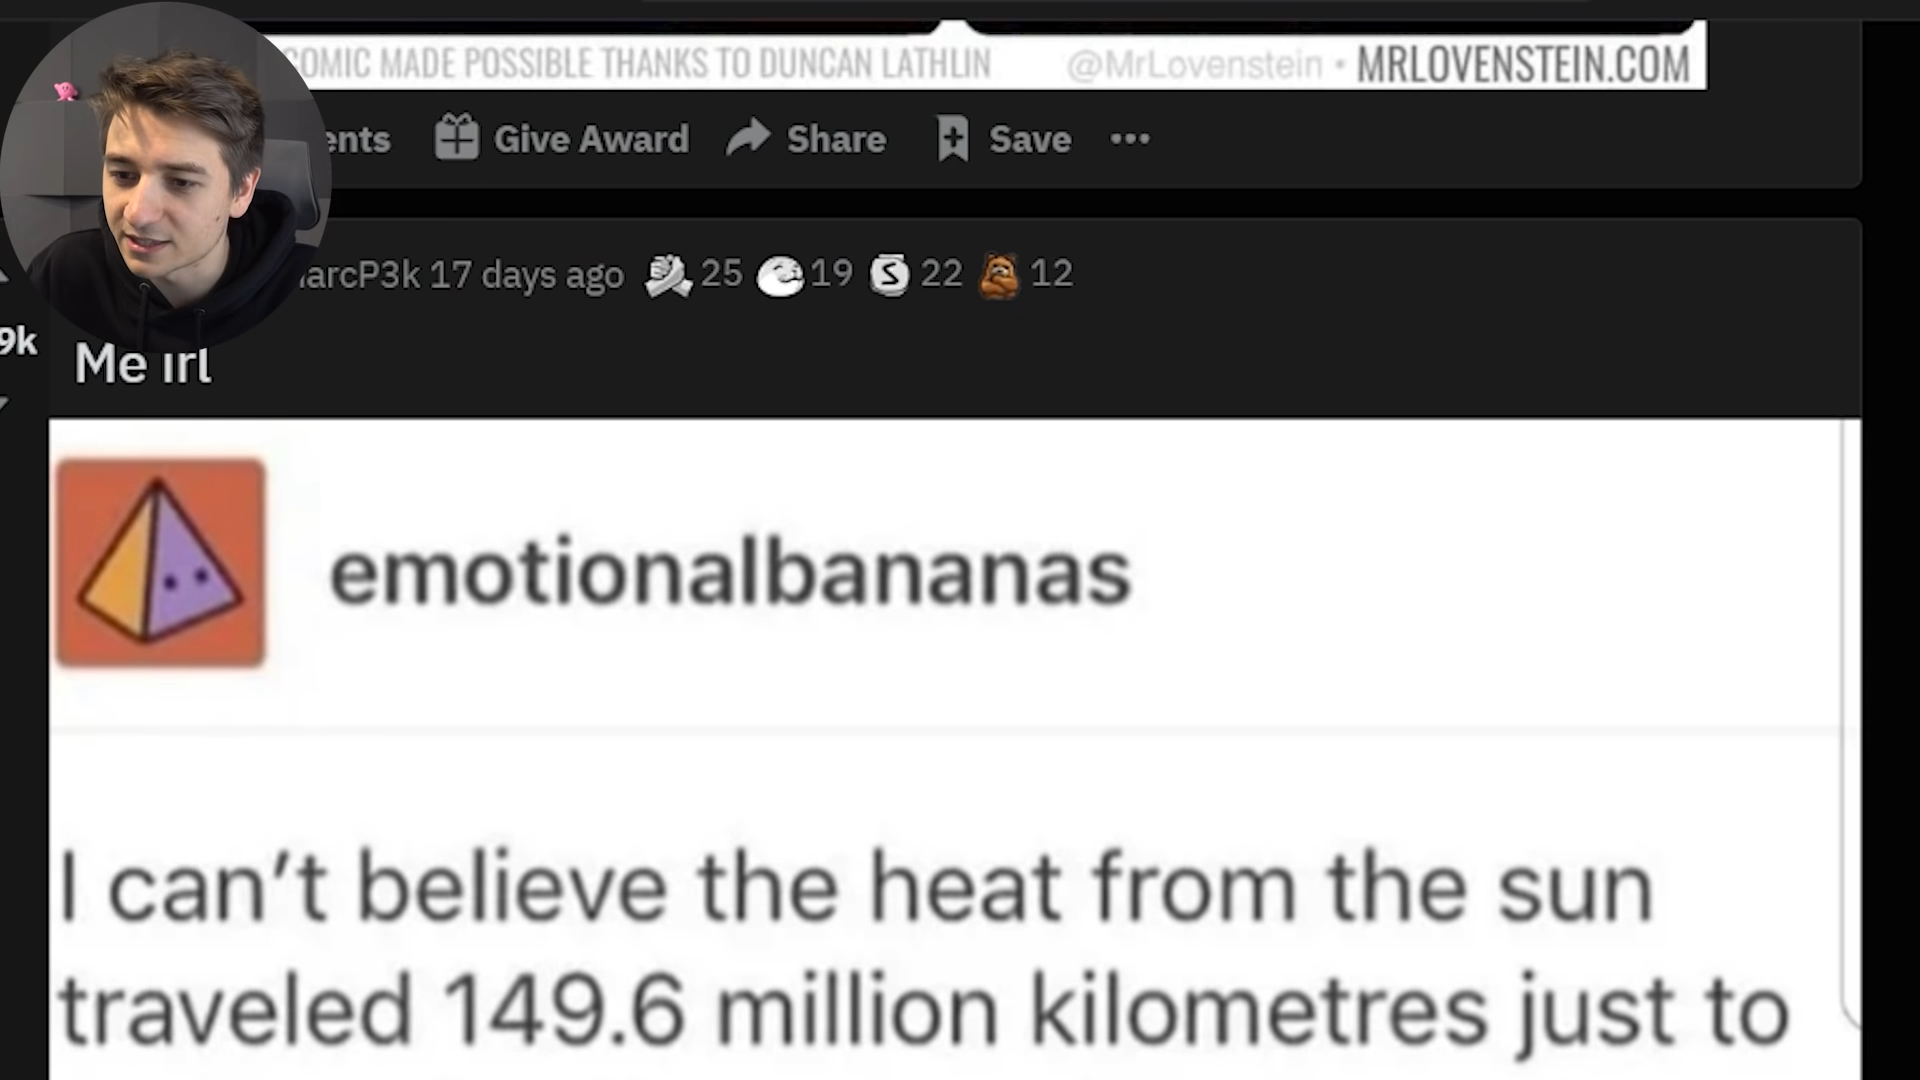 COMIC MADE POSSIBLE THANKS TO DUNCAN LATHLIN @MrLovenstein • MRLOVENSTEIN.COM
Give Award Share Save
17 days ago 25 19 S 22 12
9k
Me irl
emotionalbananas
I can't believe the heat from the sun
traveled 149.6 million kilometres just to